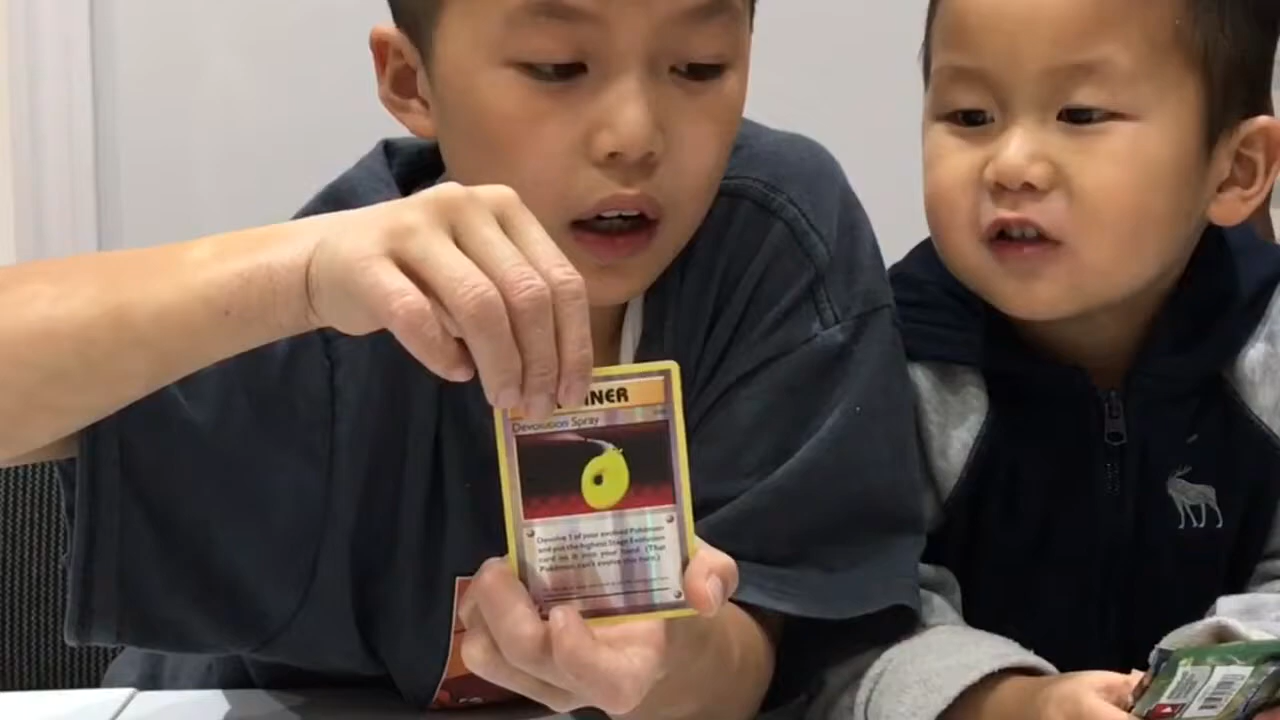 INER
Devolution Spray
Devolve 1 of your evolved Pokémon
and put the highest Stage Evolution
card on it into your hand. (That
Pokémon can't evolve this turn.)